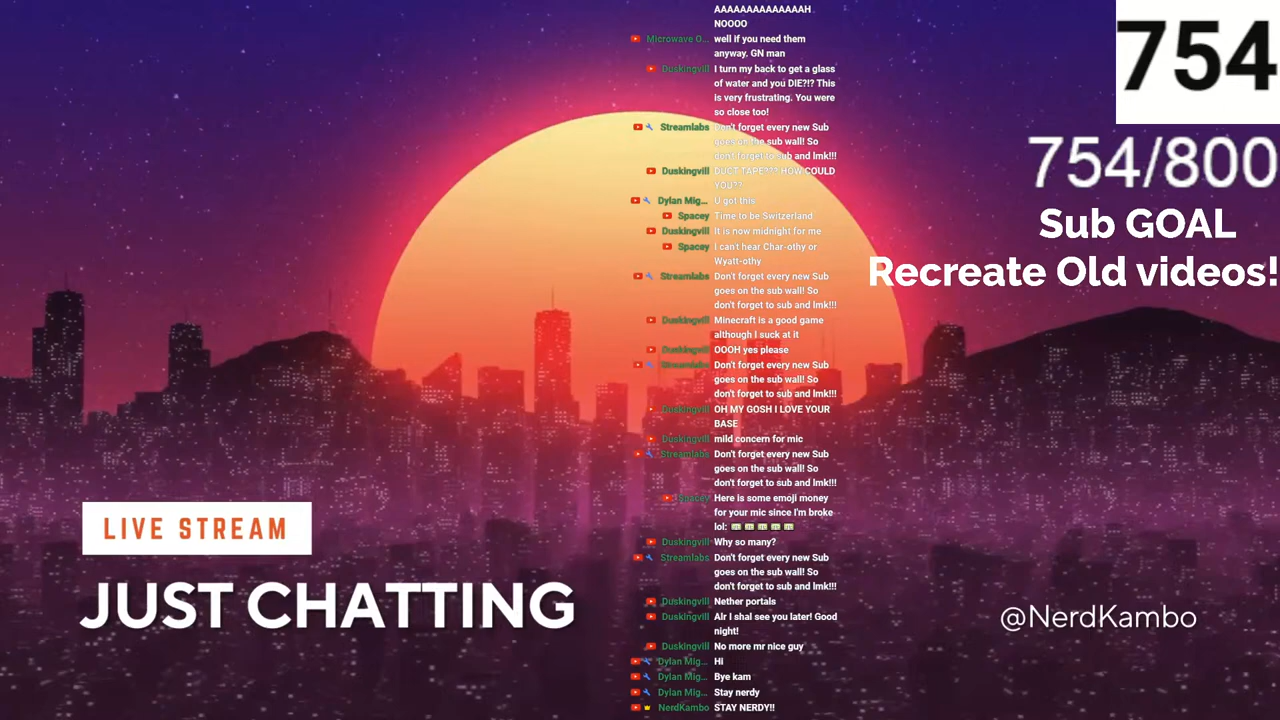 AAAAAAAAAAAAAH
NOOOO
Microwave O... well if you need them
anyway. GN man
Duskingvill I turn my back to get a glass
of water and you DIE?!? This
is very frustrating. You were
so close too!
Streamlabs Don't forget every new Sub
goes on the sub wall! So
don't forget to sub and lmk!!!
Duskingvill DUCT TAPE??? HOW COULD
YOU??
Dylan Mig... U got this
Spacey Time to be Switzerland
Duskingvill It is now midnight for me
Spacey I can't hear Char-othy or
Wyatt-othy
Streamlabs Don't forget every new Sub
goes on the sub wall! So
don't forget to sub and lmk!!!
Duskingvill Minecraft is a good game
although I suck at it
Duskingvill OOOH yes please
Streamlabs Don't forget every new Sub
goes on the sub wall! So
don't forget to sub and lmk!!!
Duskingvill OH MY GOSH I LOVE YOUR
BASE
Duskingvill mild concern for mic
Streamlabs Don't forget every new Sub
goes on the sub wall! So
don't forget to sub and lmk!!!
Spacey Here is some emoji money
for your mic since I'm broke
lol: 💵 💵 💵 💵 💵
Duskingvill Why so many?
Streamlabs Don't forget every new Sub
goes on the sub wall! So
don't forget to sub and lmk!!!
Duskingvill Nether portals
Duskingvill Alr I shal see you later! Good
night!
Duskingvill No more mr nice guy
Dylan Mig... Hi
Dylan Mig... Bye kam
Dylan Mig... Stay nerdy
NerdKambo STAY NERDY!!
754
754/800
Sub GOAL
Recreate Old videos!
LIVE STREAM
JUST CHATTING
@NerdKambo